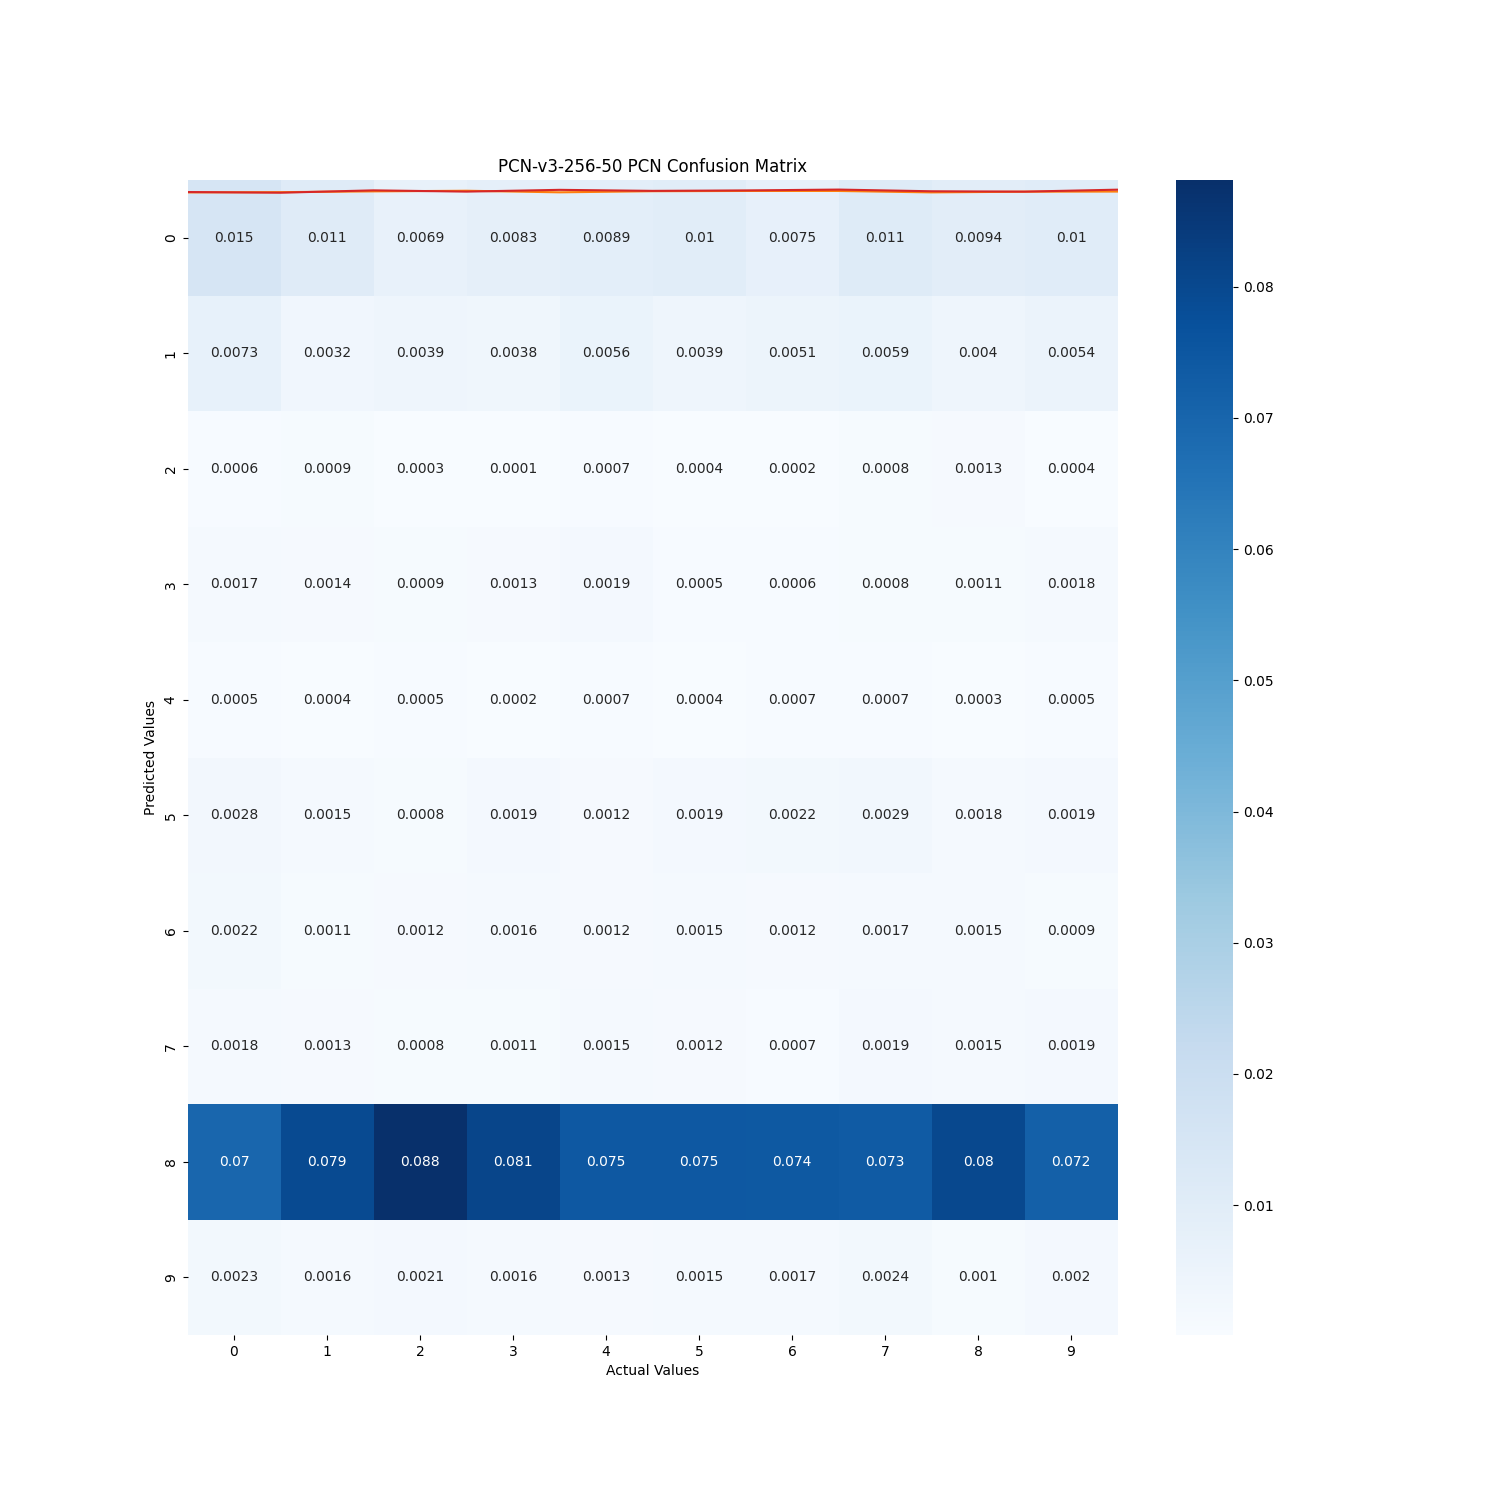 PCN-v3-256-50 PCN Confusion Matrix
0 0.015 0.011 0.0069 0.0083 0.0089 0.01 0.0075 0.011 0.0094 0.01
1 0.0073 0.0032 0.0039 0.0038 0.0056 0.0039 0.0051 0.0059 0.004 0.0054
2 0.0006 0.0009 0.0003 0.0001 0.0007 0.0004 0.0002 0.0008 0.0013 0.0004
3 0.0017 0.0014 0.0009 0.0013 0.0019 0.0005 0.0006 0.0008 0.0011 0.0018
4 0.0005 0.0004 0.0005 0.0002 0.0007 0.0004 0.0007 0.0007 0.0003 0.0005
5 0.0028 0.0015 0.0008 0.0019 0.0012 0.0019 0.0022 0.0029 0.0018 0.0019
6 0.0022 0.0011 0.0012 0.0016 0.0012 0.0015 0.0012 0.0017 0.0015 0.0009
7 0.0018 0.0013 0.0008 0.0011 0.0015 0.0012 0.0007 0.0019 0.0015 0.0019
8 0.07 0.079 0.088 0.081 0.075 0.075 0.074 0.073 0.08 0.072
9 0.0023 0.0016 0.0021 0.0016 0.0013 0.0015 0.0017 0.0024 0.001 0.002
0 1 2 3 4 5 6 7 8 9
Actual Values
Predicted Values
0.08
0.07
0.06
0.05
0.04
0.03
0.02
0.01